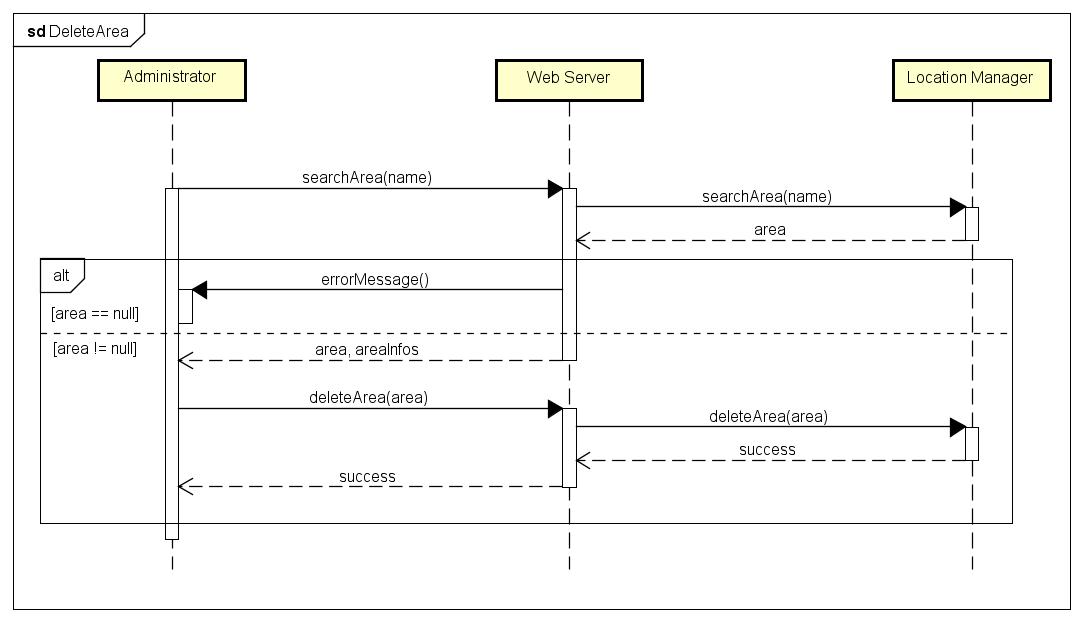 sd DeleteArea
Administrator
Web Server
Location Manager
searchArea(name)
searchArea(name)
area
alt
errorMessage()
[area == null]
[area != null]
area, areaInfos
deleteArea(area)
deleteArea(area)
success
success